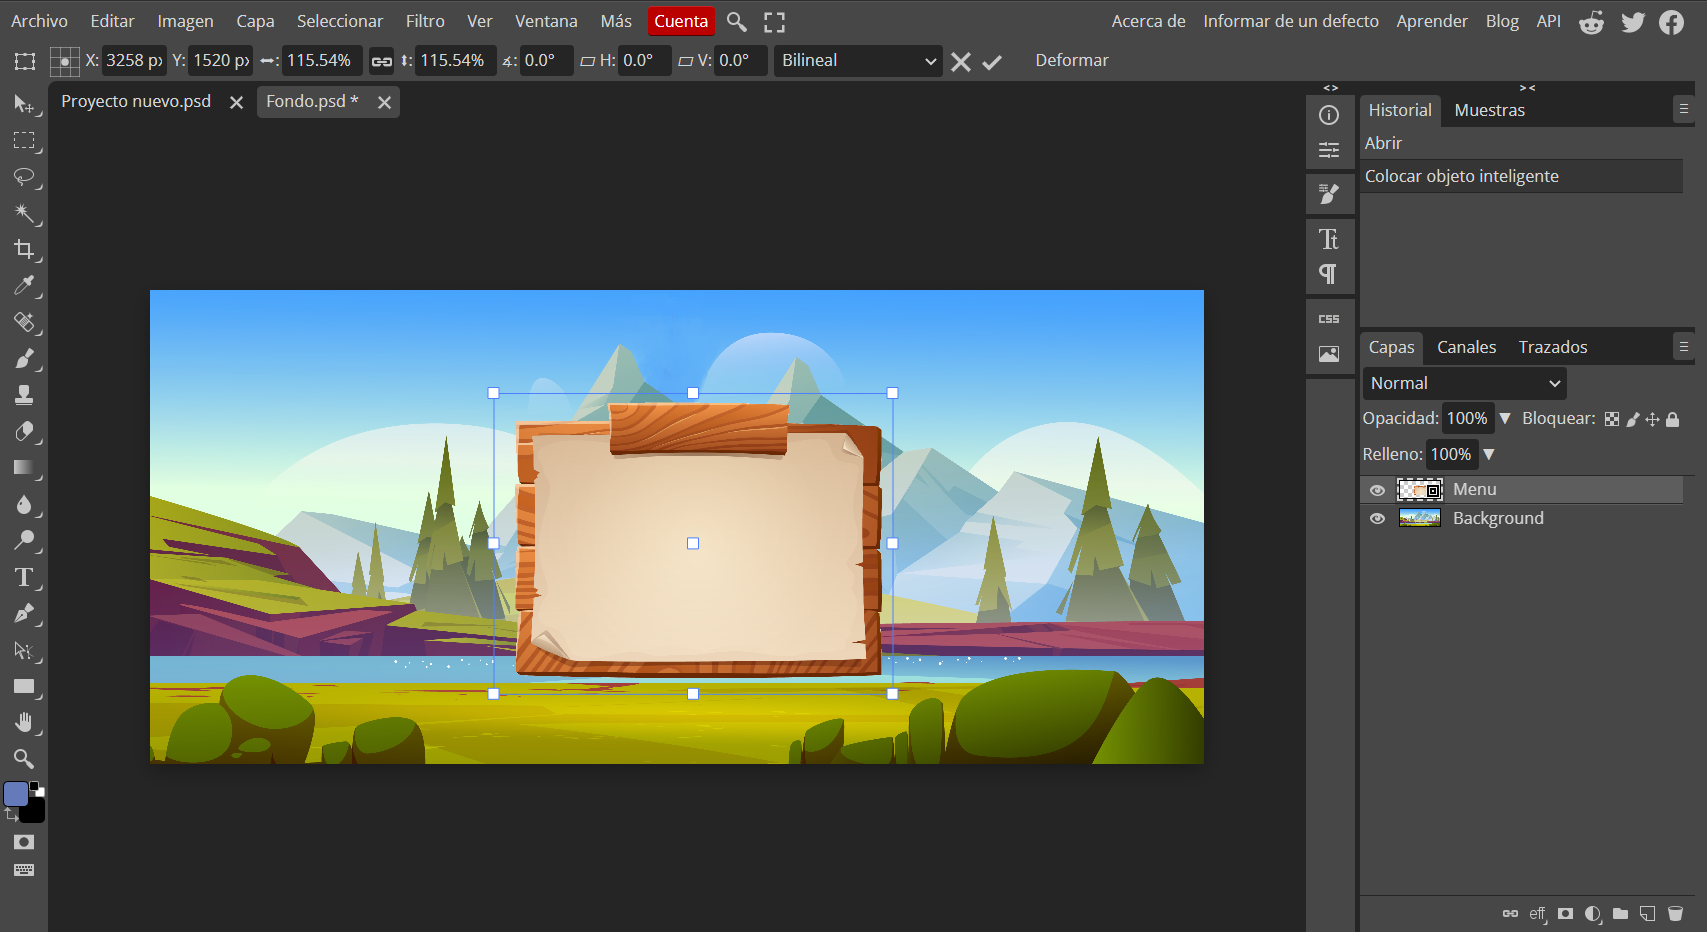 Archivo Editar Imagen Capa Seleccionar Filtro Ver Ventana Más Cuenta Acerca de Informar de un defecto Aprender Blog API
X: 3258 px Y: 1520 px ↔: 115.54% ↕: 115.54% ∡: 0.0° H: 0.0° V: 0.0° Bilineal Deformar
Proyecto nuevo.psd Fondo.psd *
<> ><
Historial Muestras
Abrir
Colocar objeto inteligente
Tt
¶
CSS
Capas Canales Trazados
Normal
Opacidad: 100% Bloquear:
Relleno: 100%
Menu
Background
T
eff